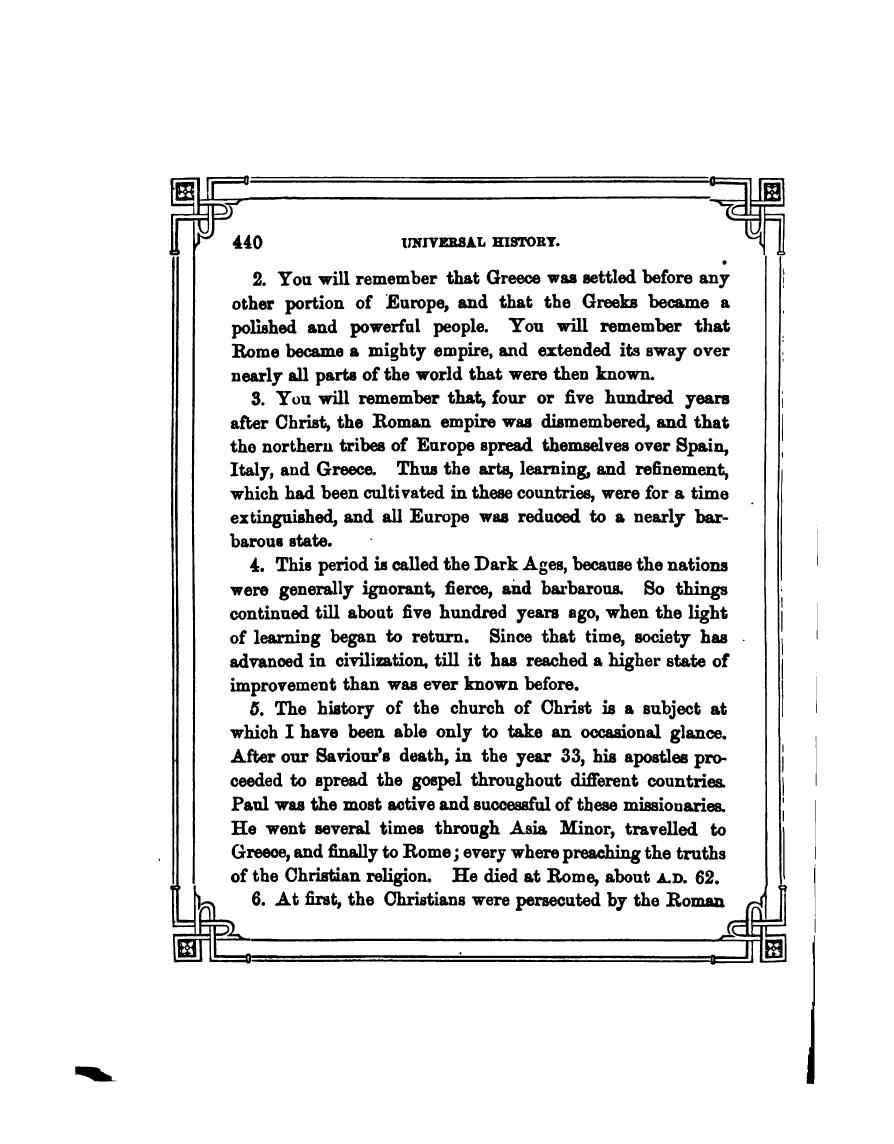 440 UNIVERSAL HISTORY.
2. You will remember that Greece was settled before any
other portion of Europe, and that the Greeks became a
polished and powerful people. You will remember that
Rome became a mighty empire, and extended its sway over
nearly all parts of the world that were then known.
3. You will remember that, four or five hundred years
after Christ, the Roman empire was dismembered, and that
the northern tribes of Europe spread themselves over Spain,
Italy, and Greece. Thus the arts, learning, and refinement,
which had been cultivated in these countries, were for a time
extinguished, and all Europe was reduced to a nearly bar-
barous state.
4. This period is called the Dark Ages, because the nations
were generally ignorant, fierce, and barbarous. So things
continued till about five hundred years ago, when the light
of learning began to return. Since that time, society has
advanced in civilization, till it has reached a higher state of
improvement than was ever known before.
5. The history of the church of Christ is a subject at
which I have been able only to take an occasional glance.
After our Saviour's death, in the year 33, his apostles pro-
ceeded to spread the gospel throughout different countries.
Paul was the most active and successful of these missionaries.
He went several times through Asia Minor, travelled to
Greece, and finally to Rome; every where preaching the truths
of the Christian religion. He died at Rome, about A.D. 62.
6. At first, the Christians were persecuted by the Roman